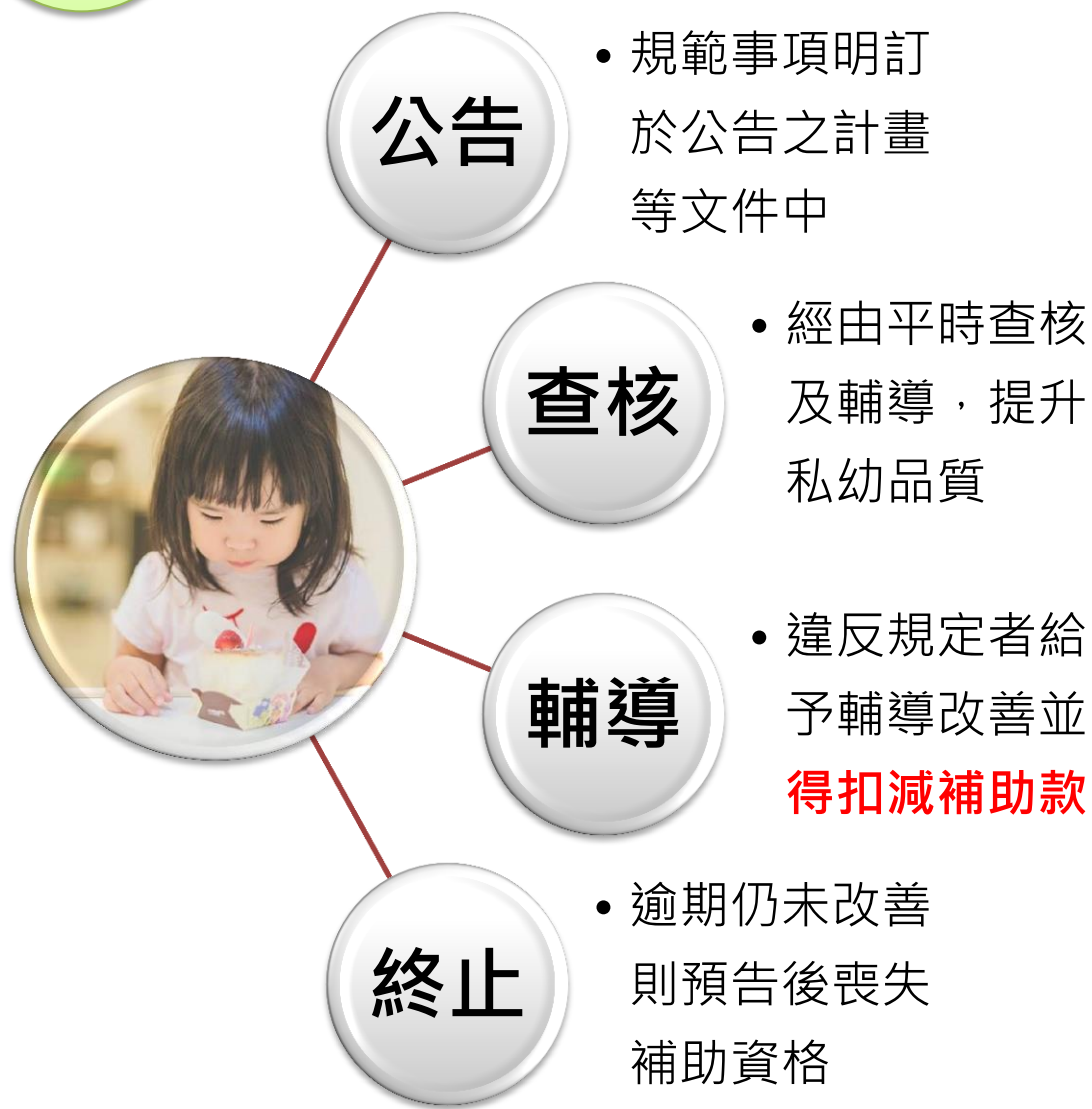 公告
• 規範事項明訂
於公告之計畫
等文件中
查核
• 經由平時查核
及輔導，提升
私幼品質
輔導
• 違反規定者給
予輔導改善並
得扣減補助款
終止
• 逾期仍未改善
則預告後喪失
補助資格